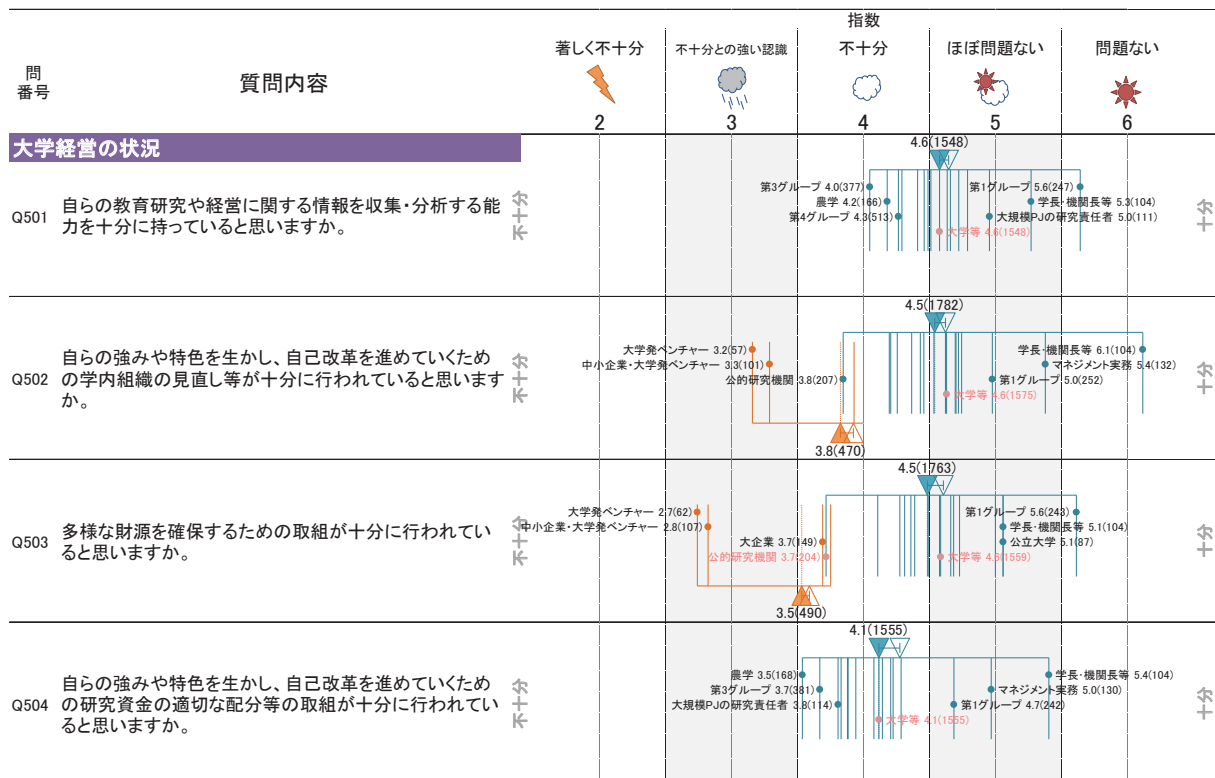 指数
著しく不十分
不十分との強い認識
不十分
ほぼ問題ない
問題ない
問
番号
質問内容
2
3
4
5
6
大学経営の状況
4.6(1548)
Q501
自らの教育研究や経営に関する情報を収集・分析する能
力を十分に持っていると思いますか。
不十分
第3グループ 4.0(377)
農学 4.2(166)
第4グループ 4.3(513)
第1グループ 5.6(247)
学長・機関長等 5.3(104)
大規模PJの研究責任者 5.0(111)
大学等 4.6(1548)
十分
4.5(1782)
Q502
自らの強みや特色を生かし、自己改革を進めていくため
の学内組織の見直し等が十分に行われていると思います
か。
不十分
大学発ベンチャー 3.2(57)
中小企業・大学発ベンチャー 3.3(101)
公的研究機関 3.8(207)
学長・機関長等 6.1(104)
マネジメント実務 5.4(132)
第1グループ 5.0(252)
大学等 4.6(1575)
十分
3.8(470)
4.5(1763)
Q503
多様な財源を確保するための取組が十分に行われてい
ると思いますか。
不十分
大学発ベンチャー 2.7(62)
中小企業・大学発ベンチャー 2.8(107)
大企業 3.7(149)
公的研究機関 3.7(204)
第1グループ 5.6(243)
学長・機関長等 5.1(104)
公立大学 5.1(87)
大学等 4.6(1559)
十分
3.5(490)
4.1(1555)
Q504
自らの強みや特色を生かし、自己改革を進めていくため
の研究資金の適切な配分等の取組が十分に行われてい
ると思いますか。
不十分
農学 3.5(168)
第3グループ 3.7(381)
大規模PJの研究責任者 3.8(114)
学長・機関長等 5.4(104)
マネジメント実務 5.0(130)
第1グループ 4.7(242)
大学等 4.1(1555)
十分